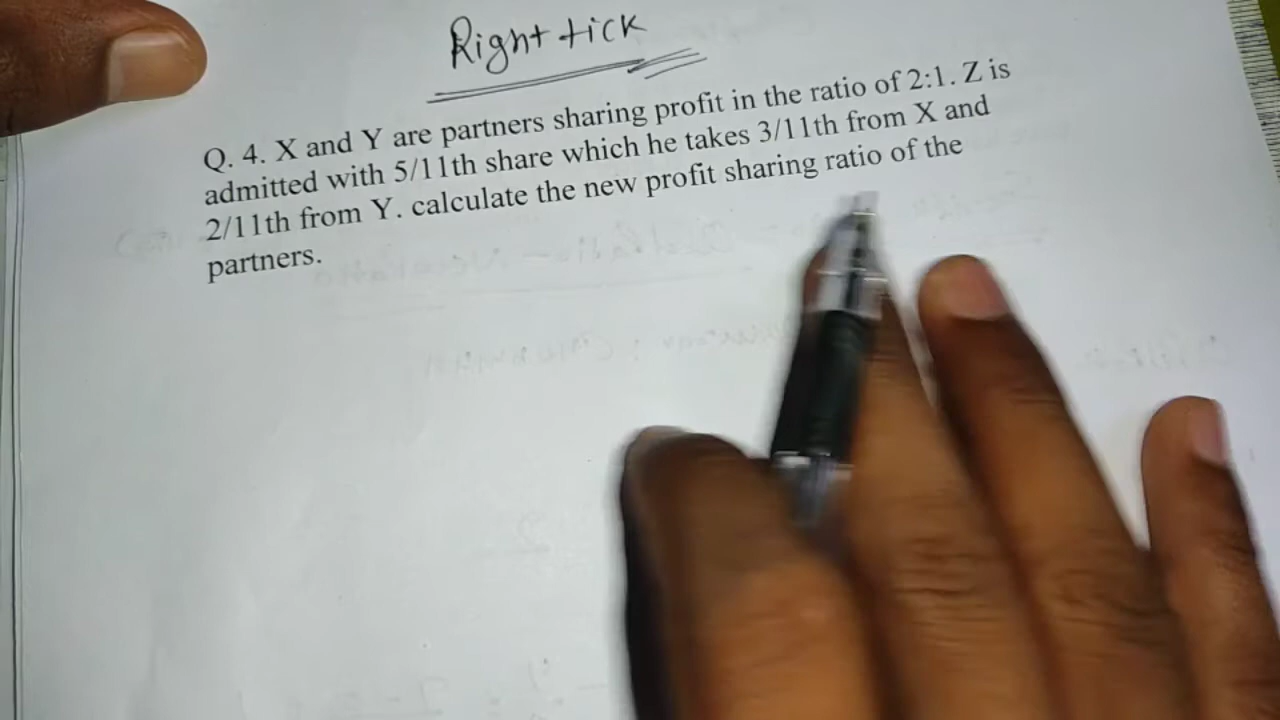 Right tick
Q. 4. X and Y are partners sharing profit in the ratio of 2:1. Z is
admitted with 5/11th share which he takes 3/11th from X and
2/11th from Y. calculate the new profit sharing ratio of the
partners.